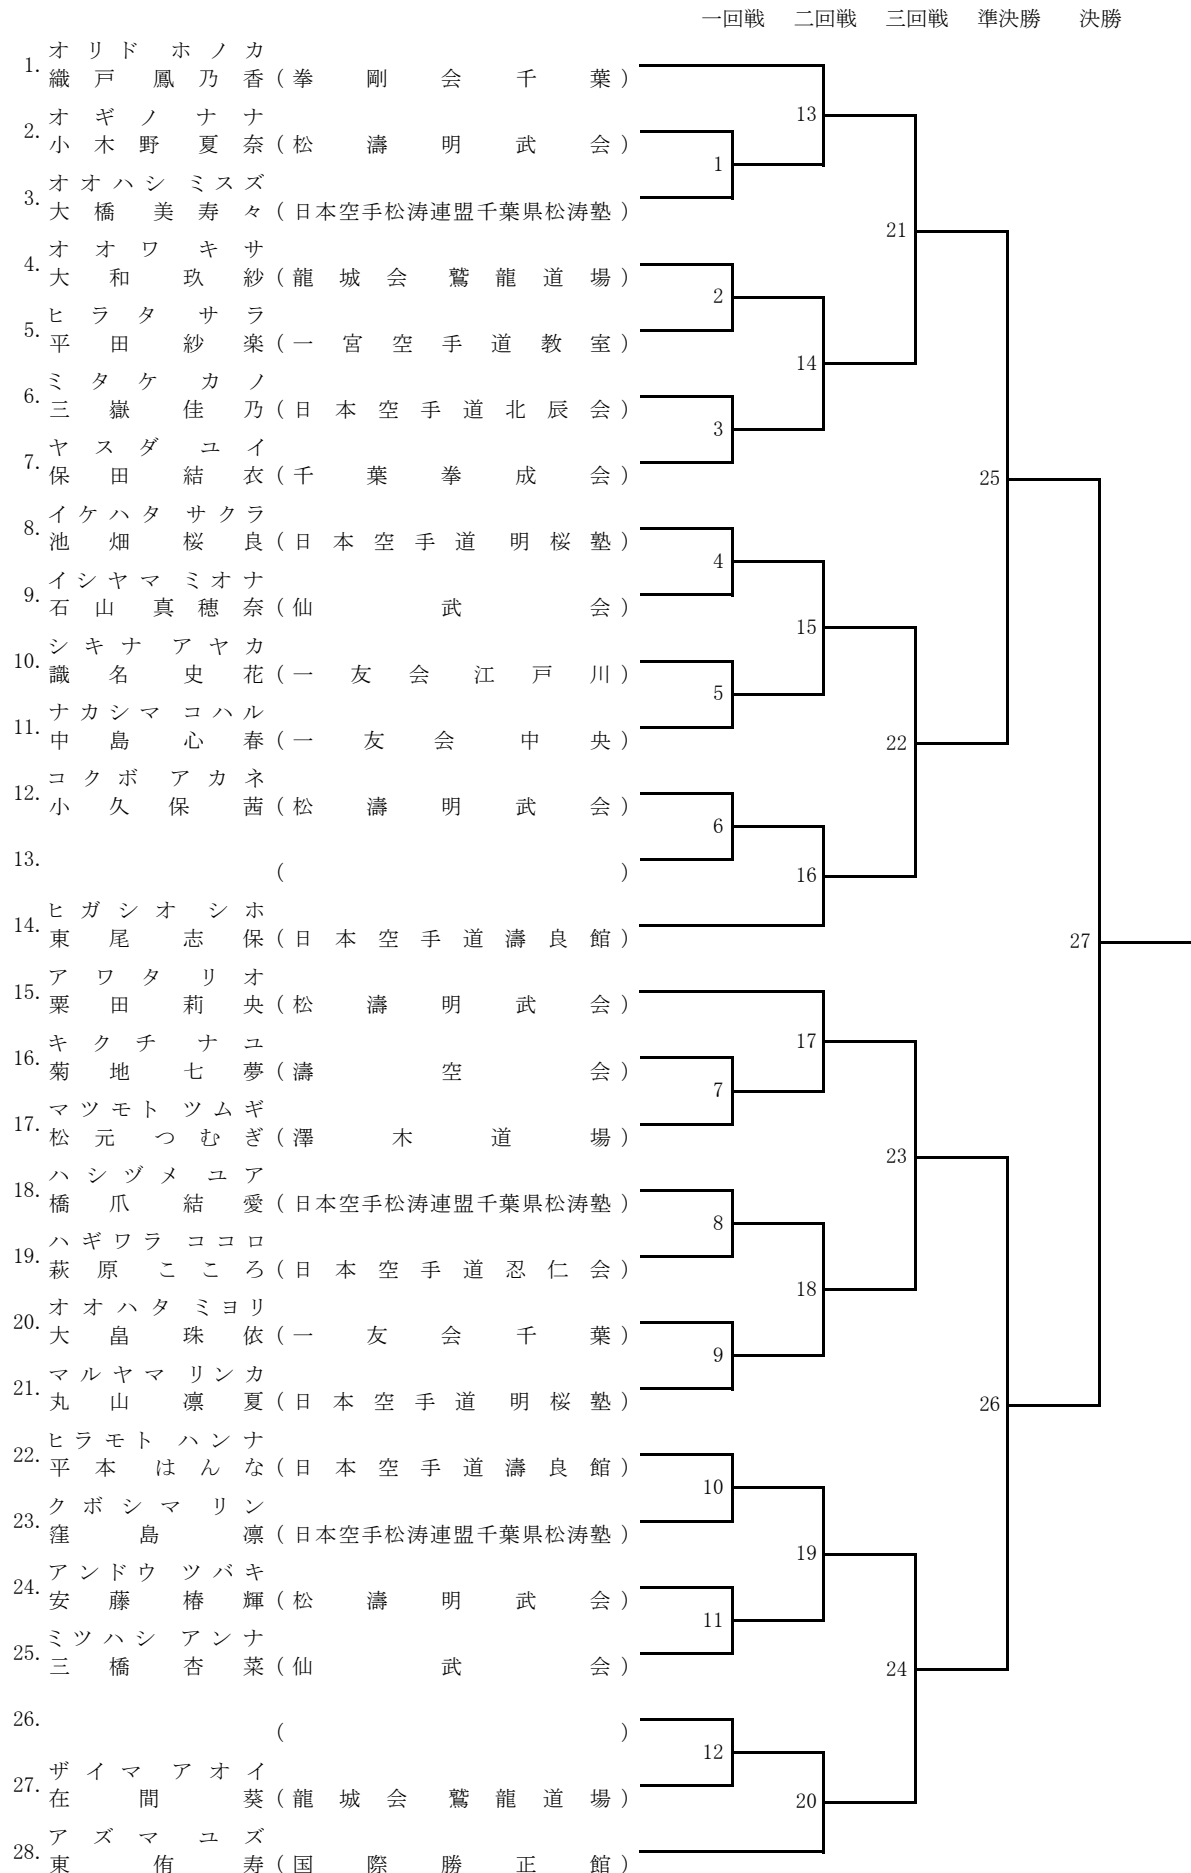 一回戦 二回戦 三回戦 準決勝 決勝
オリド ホノカ
1. 織戸 鳳乃香 (拳剛会千葉)
13
オギノ ナナ
2. 小木野 夏奈 (松濤明武会)
1
オオハシ ミスズ
3. 大橋 美寿々 (日本空手松涛連盟千葉県松涛塾)
21
オオワ キサ
4. 大和 玖紗 (龍城会 鷲龍道場)
2
ヒラタ サラ
5. 平田 紗楽 (一宮空手道教室)
14
ミタケ カノ
6. 三嶽 佳乃 (日本空手道北辰会)
3
ヤスダ ユイ
7. 保田 結衣 (千葉拳成会)
25
イケハタ サクラ
8. 池畑 桜良 (日本空手道 明桜塾)
4
イシヤマ ミオナ
9. 石山 真穂奈 (仙武会)
15
シキナ アヤカ
10. 識名 史花 (一友会江戸川)
5
ナカシマ コハル
11. 中島 心春 (一友会中央)
22
コクボ アカネ
12. 小久保 茜 (松濤明武会)
6
13. ( )
16
ヒガシオ シホ
14. 東尾 志保 (日本空手道濤良館)
27
アワタ リオ
15. 粟田 莉央 (松濤明武会)
17
キクチ ナユ
16. 菊地 七夢 (濤空会)
7
マツモト ツムギ
17. 松元 つむぎ (澤木道場)
23
ハシヅメ ユア
18. 橋爪 結愛 (日本空手松涛連盟千葉県松涛塾)
8
ハギワラ ココロ
19. 萩原 こころ (日本空手道忍仁会)
18
オオハタ ミヨリ
20. 大畠 珠依 (一友会千葉)
9
マルヤマ リンカ
21. 丸山 凛夏 (日本空手道 明桜塾)
26
ヒラモト ハンナ
22. 平本 はんな (日本空手道濤良館)
10
クボシマ リン
23. 窪島 凛 (日本空手松涛連盟千葉県松涛塾)
19
アンドウ ツバキ
24. 安藤 椿輝 (松濤明武会)
11
ミツハシ アンナ
25. 三橋 杏菜 (仙武会)
24
26. ( )
12
ザイマ アオイ
27. 在間 葵 (龍城会 鷲龍道場)
20
アズマ ユズ
28. 東 侑寿 (国際勝正館)